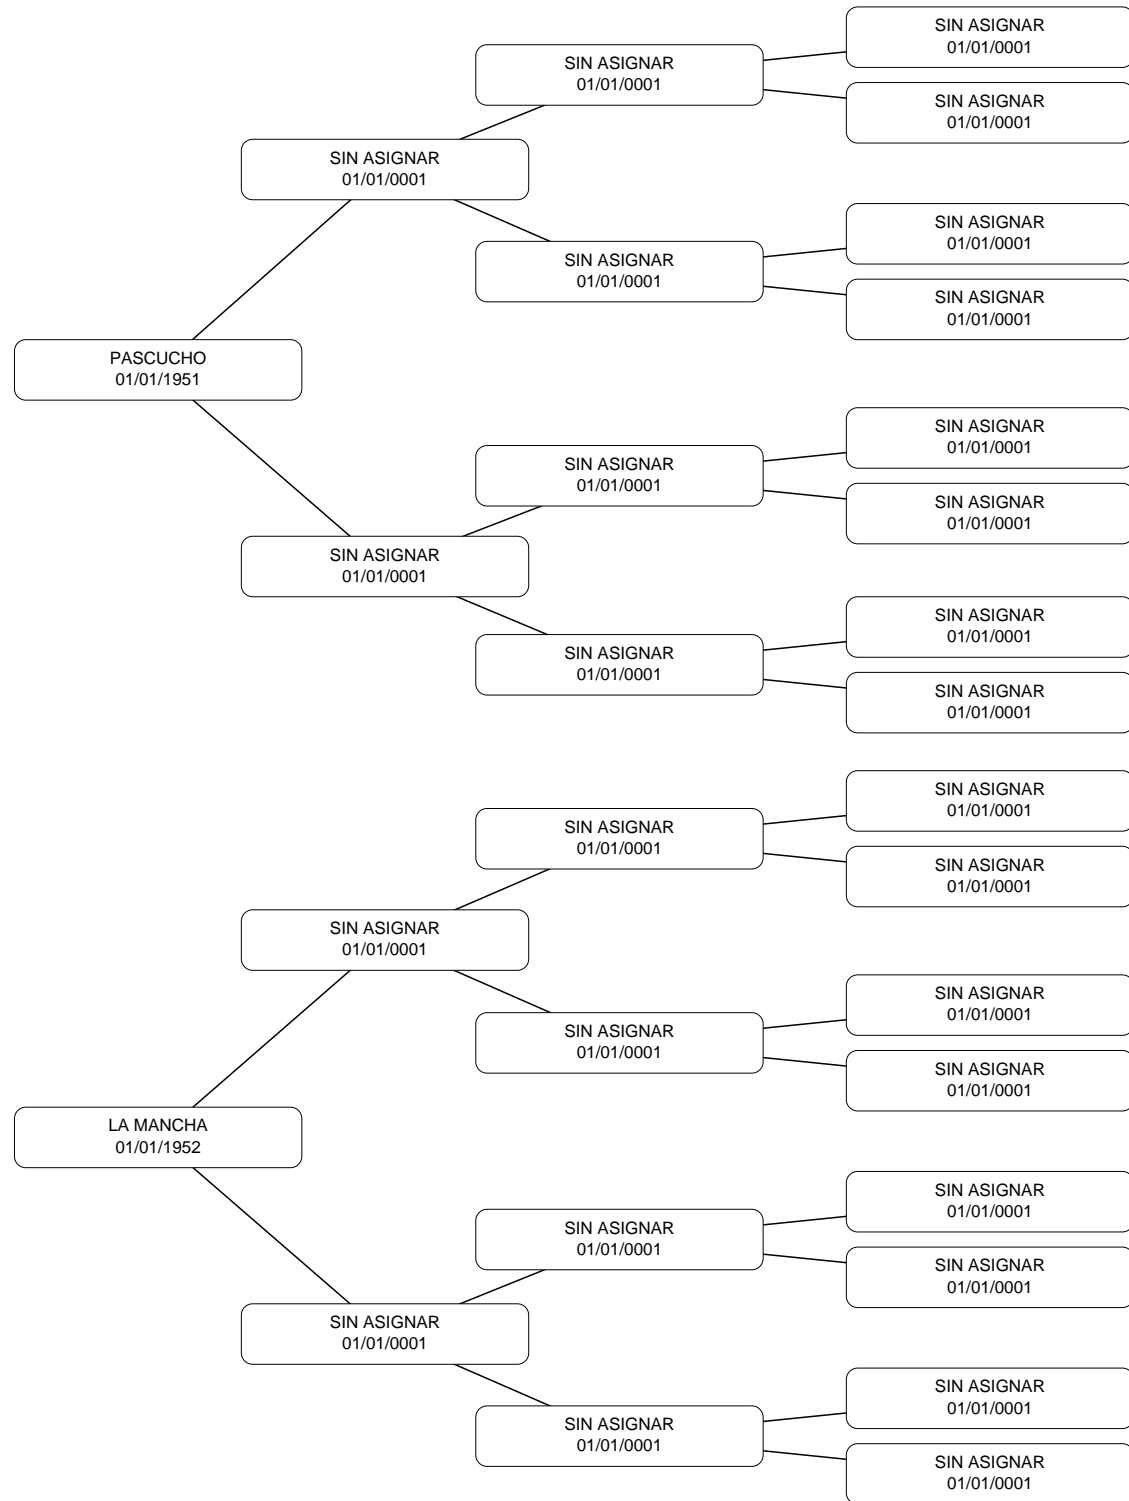 SIN ASIGNAR
01/01/0001
SIN ASIGNAR
01/01/0001
SIN ASIGNAR
01/01/0001
SIN ASIGNAR
01/01/0001
SIN ASIGNAR
01/01/0001
SIN ASIGNAR
01/01/0001
SIN ASIGNAR
01/01/0001
SIN ASIGNAR
01/01/0001
PASCUCHO
01/01/1951
SIN ASIGNAR
01/01/0001
SIN ASIGNAR
01/01/0001
SIN ASIGNAR
01/01/0001
SIN ASIGNAR
01/01/0001
SIN ASIGNAR
01/01/0001
SIN ASIGNAR
01/01/0001
SIN ASIGNAR
01/01/0001
SIN ASIGNAR
01/01/0001
SIN ASIGNAR
01/01/0001
SIN ASIGNAR
01/01/0001
SIN ASIGNAR
01/01/0001
SIN ASIGNAR
01/01/0001
SIN ASIGNAR
01/01/0001
SIN ASIGNAR
01/01/0001
SIN ASIGNAR
01/01/0001
LA MANCHA
01/01/1952
SIN ASIGNAR
01/01/0001
SIN ASIGNAR
01/01/0001
SIN ASIGNAR
01/01/0001
SIN ASIGNAR
01/01/0001
SIN ASIGNAR
01/01/0001
SIN ASIGNAR
01/01/0001
SIN ASIGNAR
01/01/0001